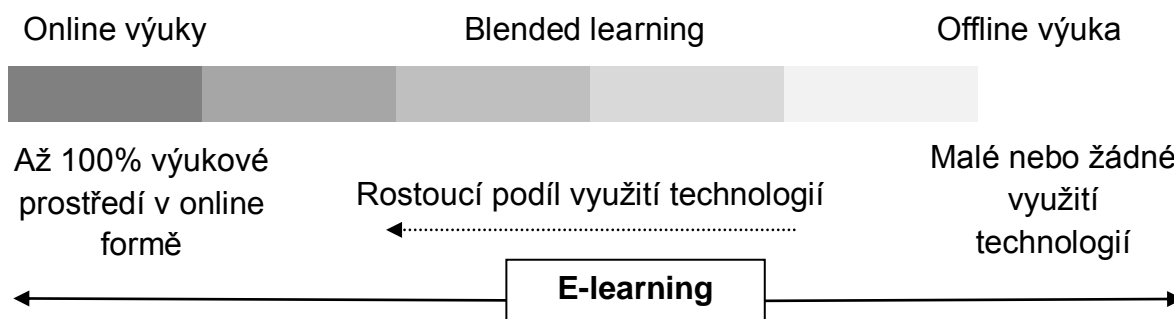 Online výuky
Blended learning
Offline výuka
Až 100% výukové
prostředí v online
formě
Rostoucí podíl využití technologií
Malé nebo žádné
využití
technologií
E-learning